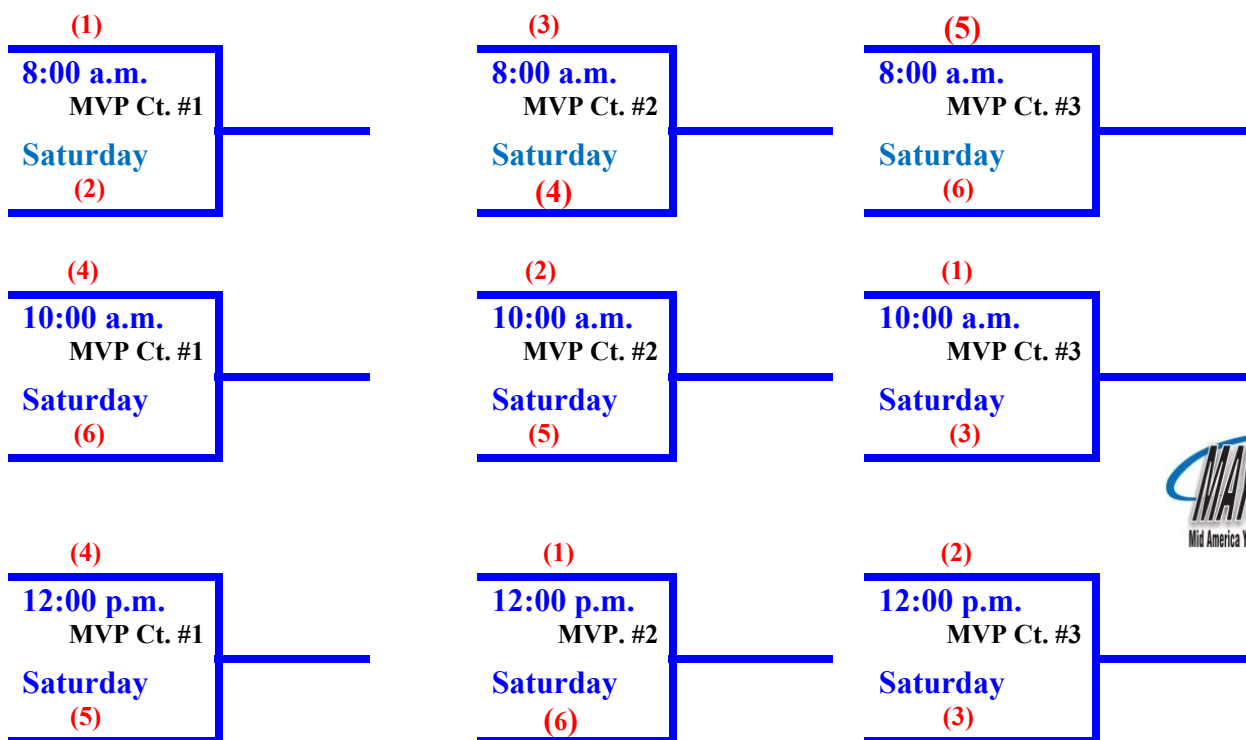 (1) (3) (5)
8:00 a.m. 8:00 a.m. 8:00 a.m.
MVP Ct. #1 MVP Ct. #2 MVP Ct. #3
Saturday Saturday Saturday
(2) (4) (6)
(4) (2) (1)
10:00 a.m. 10:00 a.m. 10:00 a.m.
MVP Ct. #1 MVP Ct. #2 MVP Ct. #3
Saturday Saturday Saturday
(6) (5) (3)
Mid America
(4) (1) (2)
12:00 p.m. 12:00 p.m. 12:00 p.m.
MVP Ct. #1 MVP. #2 MVP Ct. #3
Saturday Saturday Saturday
(5) (6) (3)